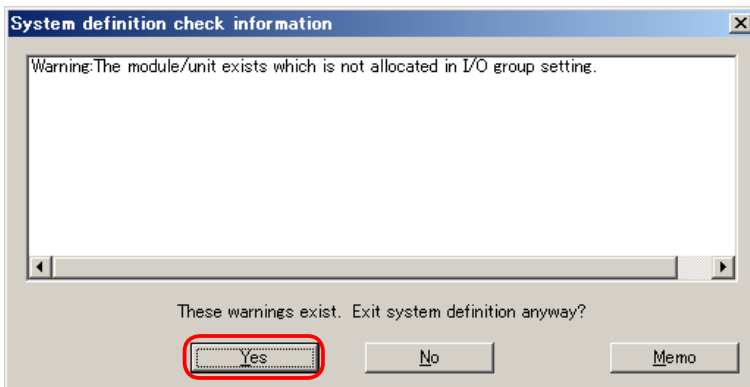 System definition check information
Warning:The module/unit exists which is not allocated in I/O group setting.
These warnings exist. Exit system definition anyway?
Yes No Memo